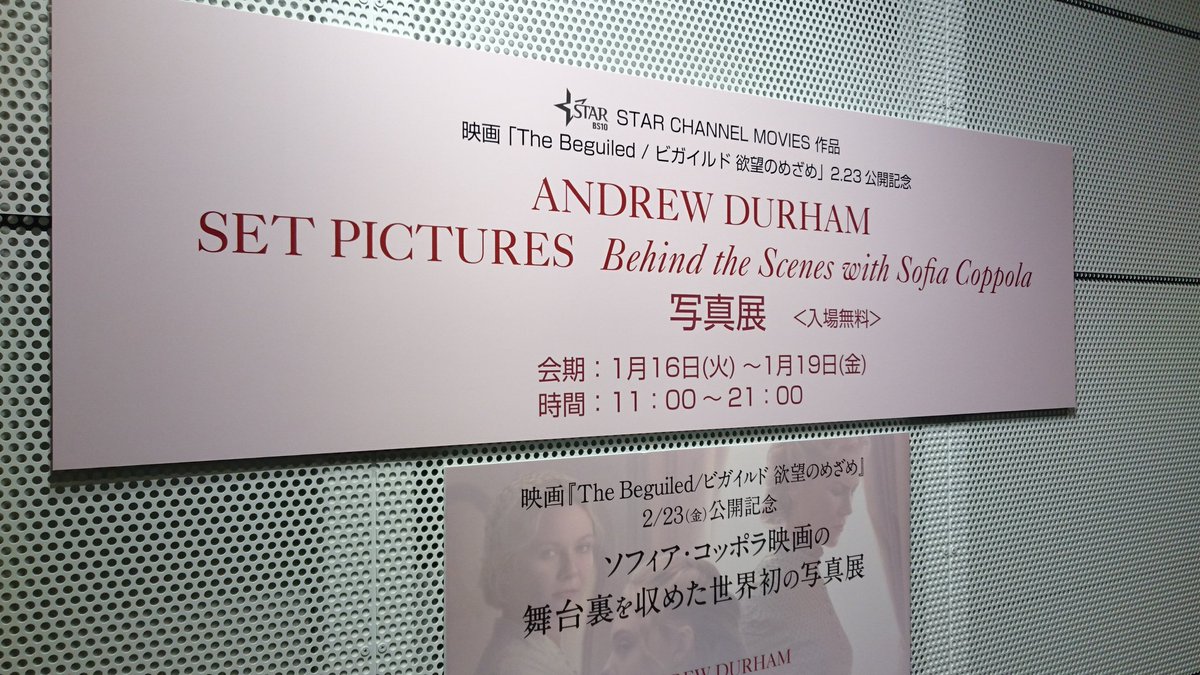 STAR
BS10
STAR CHANNEL MOVIES 作品
映画「The Beguiled / ビガイルド 欲望のめざめ」2.23 公開記念
ANDREW DURHAM
SET PICTURES Behind the Scenes with Sofia Coppola
写真展 <入場無料>
会期：1月16日(火)〜1月19日(金)
時間：11：00〜21：00
映画『The Beguiled/ビガイルド 欲望のめざめ』
2/23(金)公開記念
ソフィア・コッポラ映画の
舞台裏を収めた世界初の写真展
ANDREW DURHAM